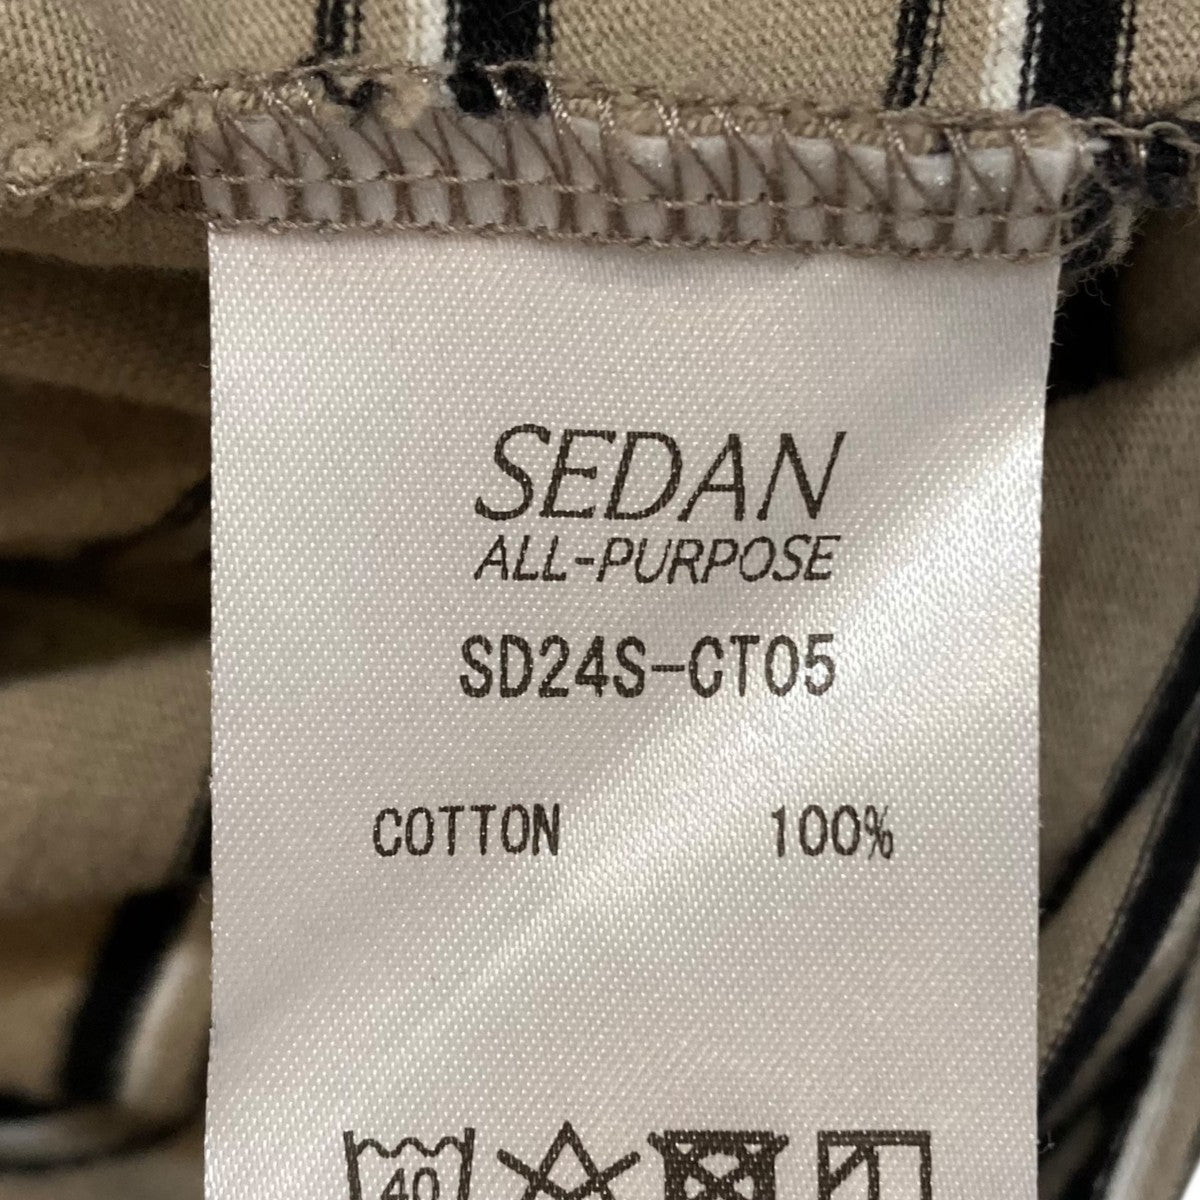 SEDAN
ALL-PURPOSE
SD24S-CT05
COTTON 100%
40